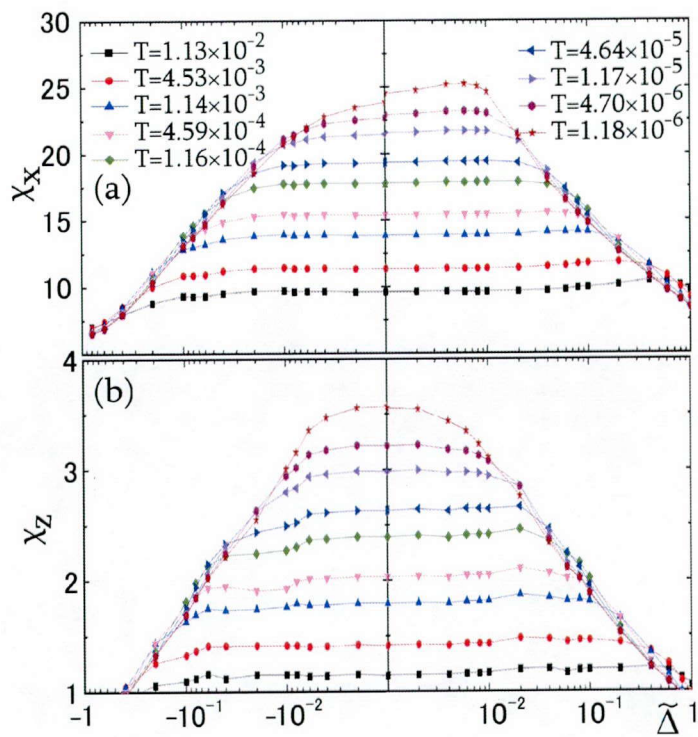 30
25
20
15
10
χx
(a)
T=1.13×10⁻²
T=4.53×10⁻³
T=1.14×10⁻³
T=4.59×10⁻⁴
T=1.16×10⁻⁴
T=4.64×10⁻⁵
T=1.17×10⁻⁵
T=4.70×10⁻⁶
T=1.18×10⁻⁶
4
3
2
1
χz
(b)
-1 -10⁻¹ -10⁻² 10⁻² 10⁻¹ Δ̃ 1